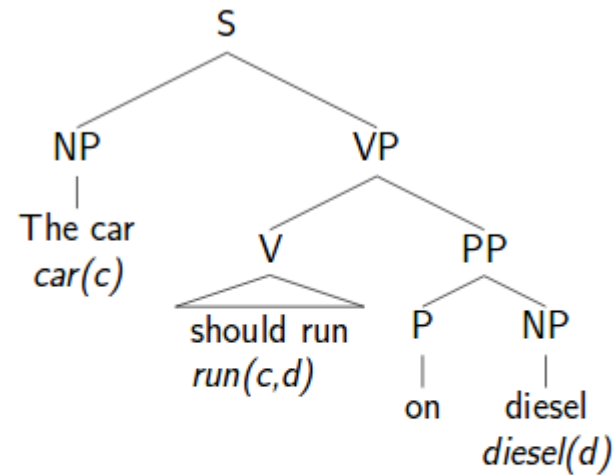 S
NP VP
The car
car(c)
V PP
should run
run(c,d)
P NP
on diesel
diesel(d)